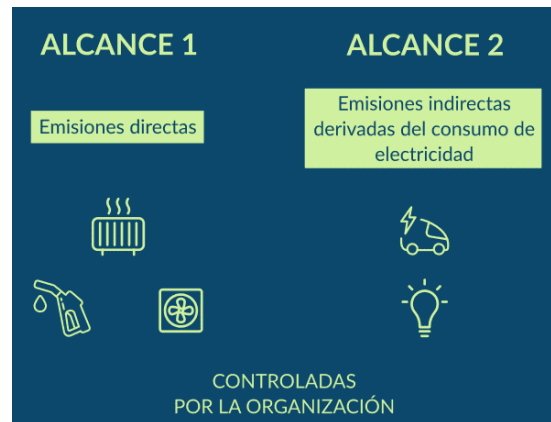 ALCANCE 1
Emisiones directas
ALCANCE 2
Emisiones indirectas
derivadas del consumo de
electricidad
CONTROLADAS
POR LA ORGANIZACIÓN